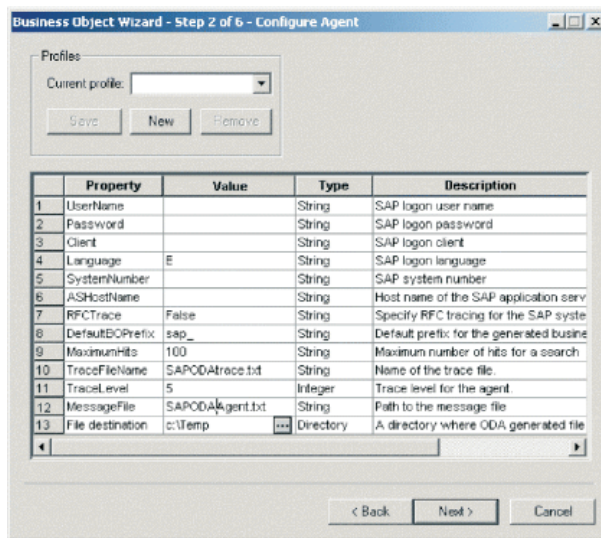 Business Object Wizard - Step 2 of 6 - Configure Agent
Profiles
Current profile:
Save New Remove
Property Value Type Description
1 UserName String SAP logon user name
2 Password String SAP logon password
3 Client String SAP logon client
4 Language E String SAP logon language
5 SystemNumber String SAP system number
6 ASHostName String Host name of the SAP application serv
7 RFCTrace False String Specify RFC tracing for the SAP syste
8 DefaultBOPrefix sap_ String Default prefix for the generated busine
9 MaximumHits 100 String Maximum number of hits for a search
10 TraceFileName SAPODAtrace.txt String Name of the trace file.
11 TraceLevel 5 Integer Trace level for the agent.
12 MessageFile SAPODAAgent.txt String Path to the message file
13 File destination c:\Temp ... Directory A directory where ODA generated file
< Back Next > Cancel